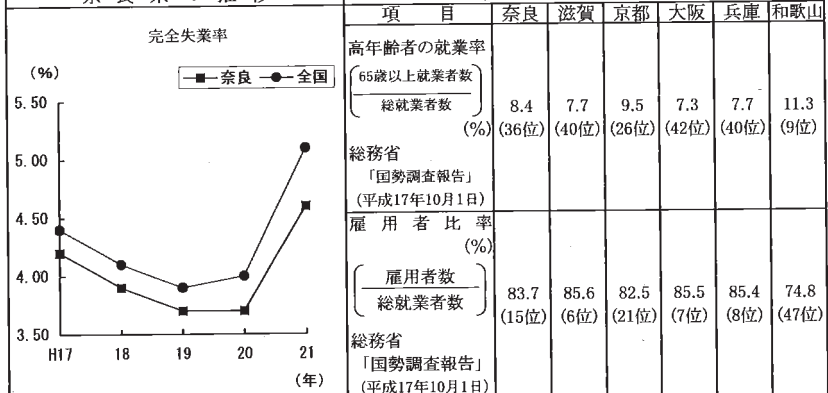 奈良県の推移
完全失業率
(%)
奈良 全国
5.50
5.00
4.50
4.00
3.50
H17 18 19 20 21
(年)
項 目 奈良 滋賀 京都 大阪 兵庫 和歌山
高年齢者の就業率
65歳以上就業者数
総就業者数 8.4 7.7 9.5 7.3 7.7 11.3
(%) (36位) (40位) (26位) (42位) (40位) (9位)
総務省
「国勢調査報告」
(平成17年10月1日)
雇用者比率
(%)
雇用者数
総就業者数 83.7 85.6 82.5 85.5 85.4 74.8
(15位) (6位) (21位) (7位) (8位) (47位)
総務省
「国勢調査報告」
(平成17年10月1日)